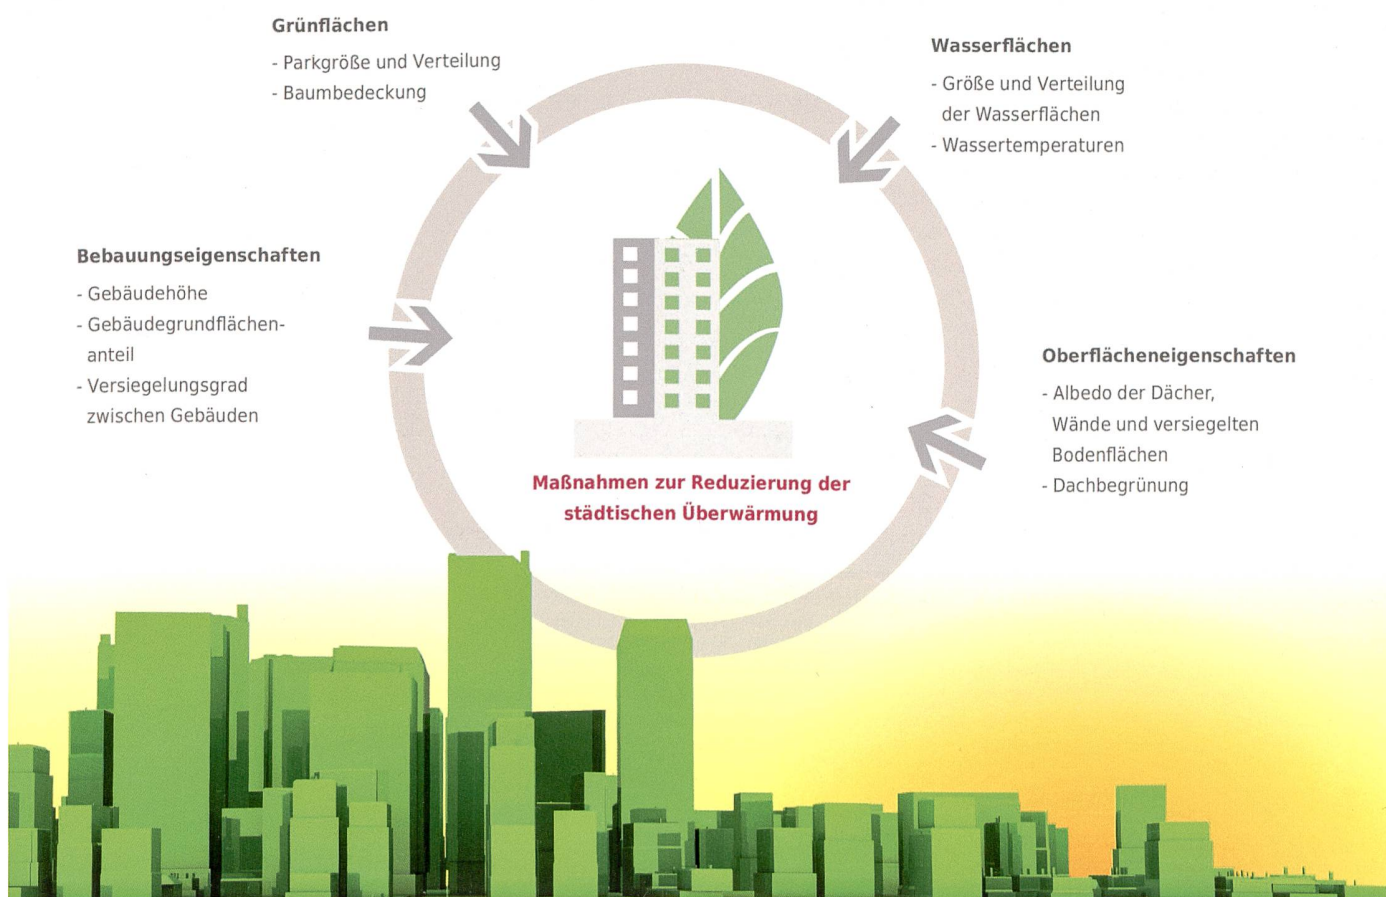 Grünflächen
- Parkgröße und Verteilung
- Baumbedeckung
Wasserflächen
- Größe und Verteilung
der Wasserflächen
- Wassertemperaturen
Bebauungseigenschaften
- Gebäudehöhe
- Gebäudegrundflächen-
anteil
- Versiegelungsgrad
zwischen Gebäuden
Oberflächeneigenschaften
- Albedo der Dächer,
Wände und versiegelten
Bodenflächen
- Dachbegrünung
Maßnahmen zur Reduzierung der
städtischen Überwärmung